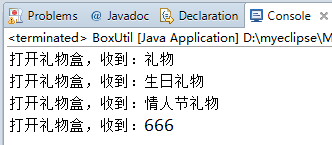 Problems @ Javadoc Declaration Console
<terminated> BoxUtil [Java Application] D:\myeclipse\M
打开礼物盒，收到：礼物
打开礼物盒，收到：生日礼物
打开礼物盒，收到：情人节礼物
打开礼物盒，收到：666